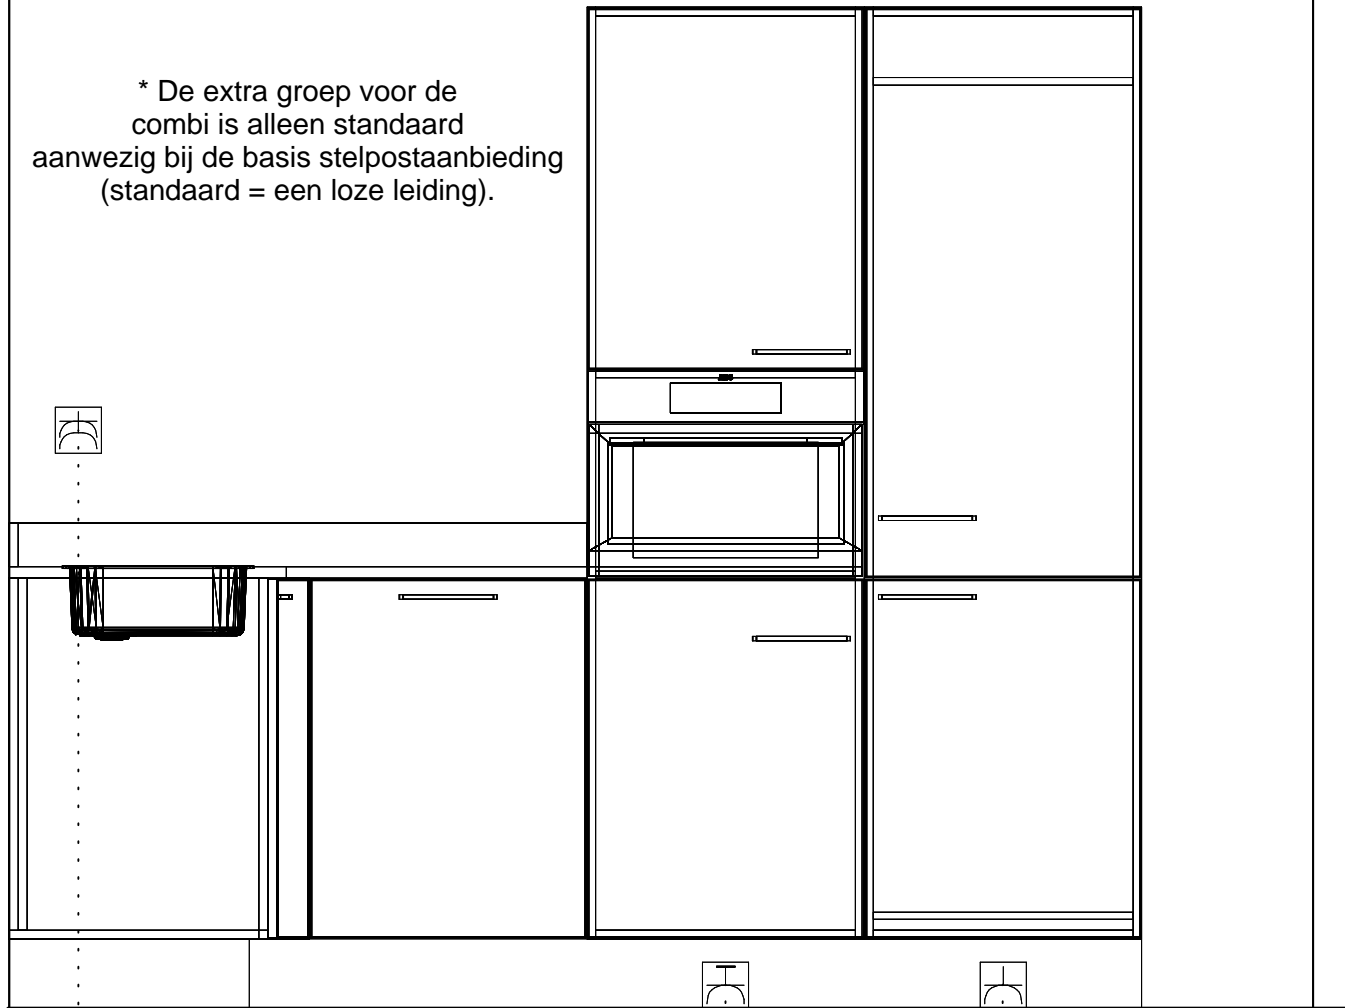 * De extra groep voor de
combi is alleen standaard
aanwezig bij de basis stelpostaanbieding
(standaard = een loze leiding).